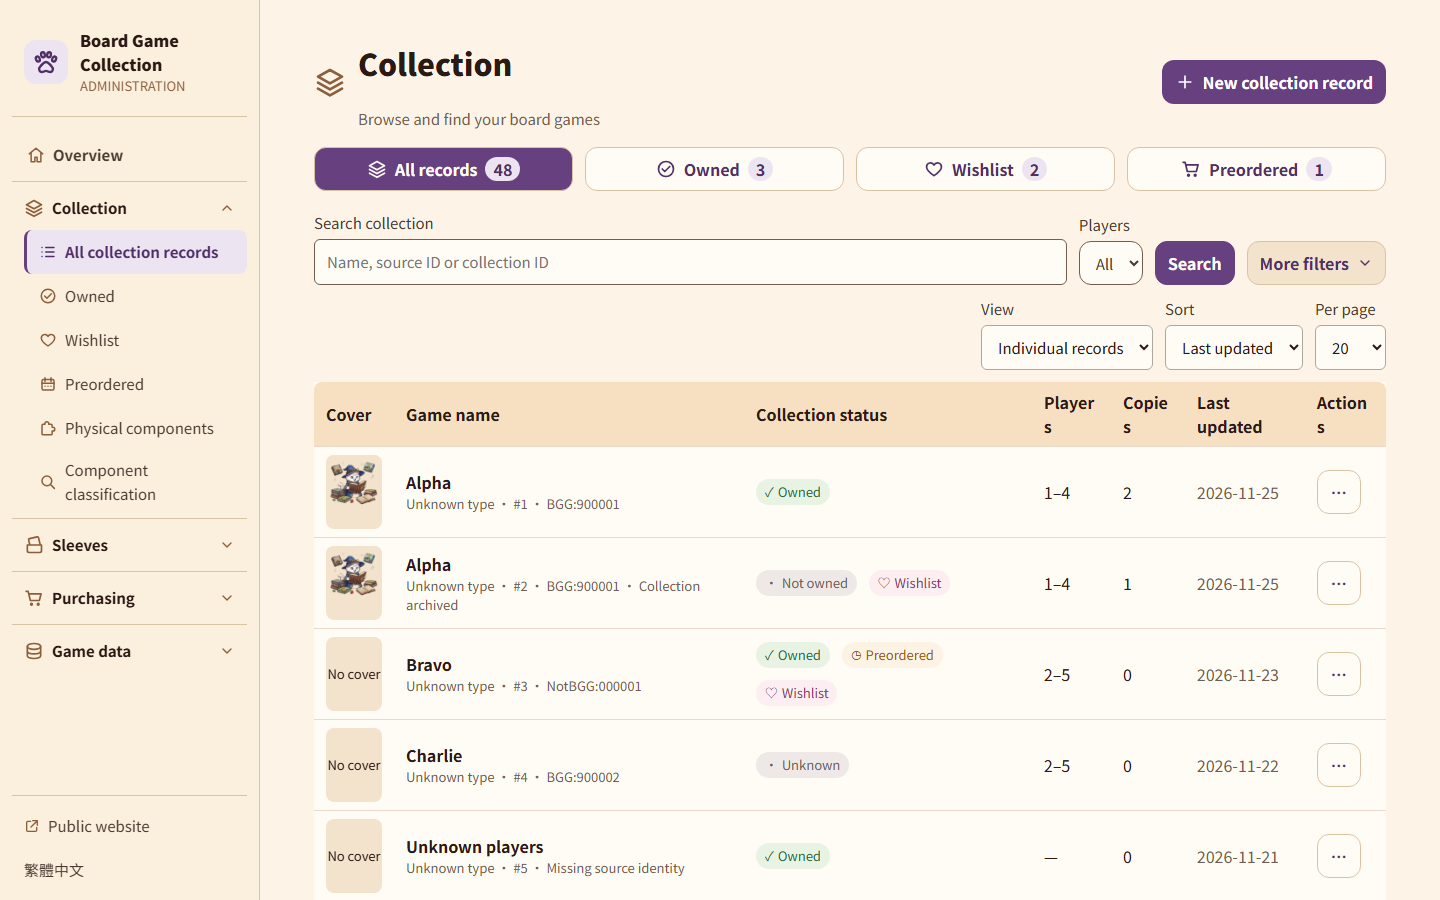 Board Game
Collection
ADMINISTRATION
Overview
Collection
All collection records
Owned
Wishlist
Preordered
Physical components
Component
classification
Sleeves
Purchasing
Game data
Public website
繁體中文
Collection
Browse and find your board games
New collection record
All records 48
Owned 3
Wishlist 2
Preordered 1
Search collection
Name, source ID or collection ID
Players
All
Search
More filters
View
Individual records
Sort
Last updated
Per page
20
Cover Game name Collection status Player
s Copie
s Last
updated Action
s
Alpha
Unknown type • #1 • BGG:900001
✓ Owned
1–4 2 2026-11-25 ...
Alpha
Unknown type • #2 • BGG:900001 • Collection
archived
• Not owned ♡ Wishlist
1–4 1 2026-11-25 ...
No cover
Bravo
Unknown type • #3 • NotBGG:000001
✓ Owned ◷ Preordered
♡ Wishlist
2–5 0 2026-11-23 ...
No cover
Charlie
Unknown type • #4 • BGG:900002
• Unknown
2–5 0 2026-11-22 ...
No cover
Unknown players
Unknown type • #5 • Missing source identity
✓ Owned
— 0 2026-11-21 ...